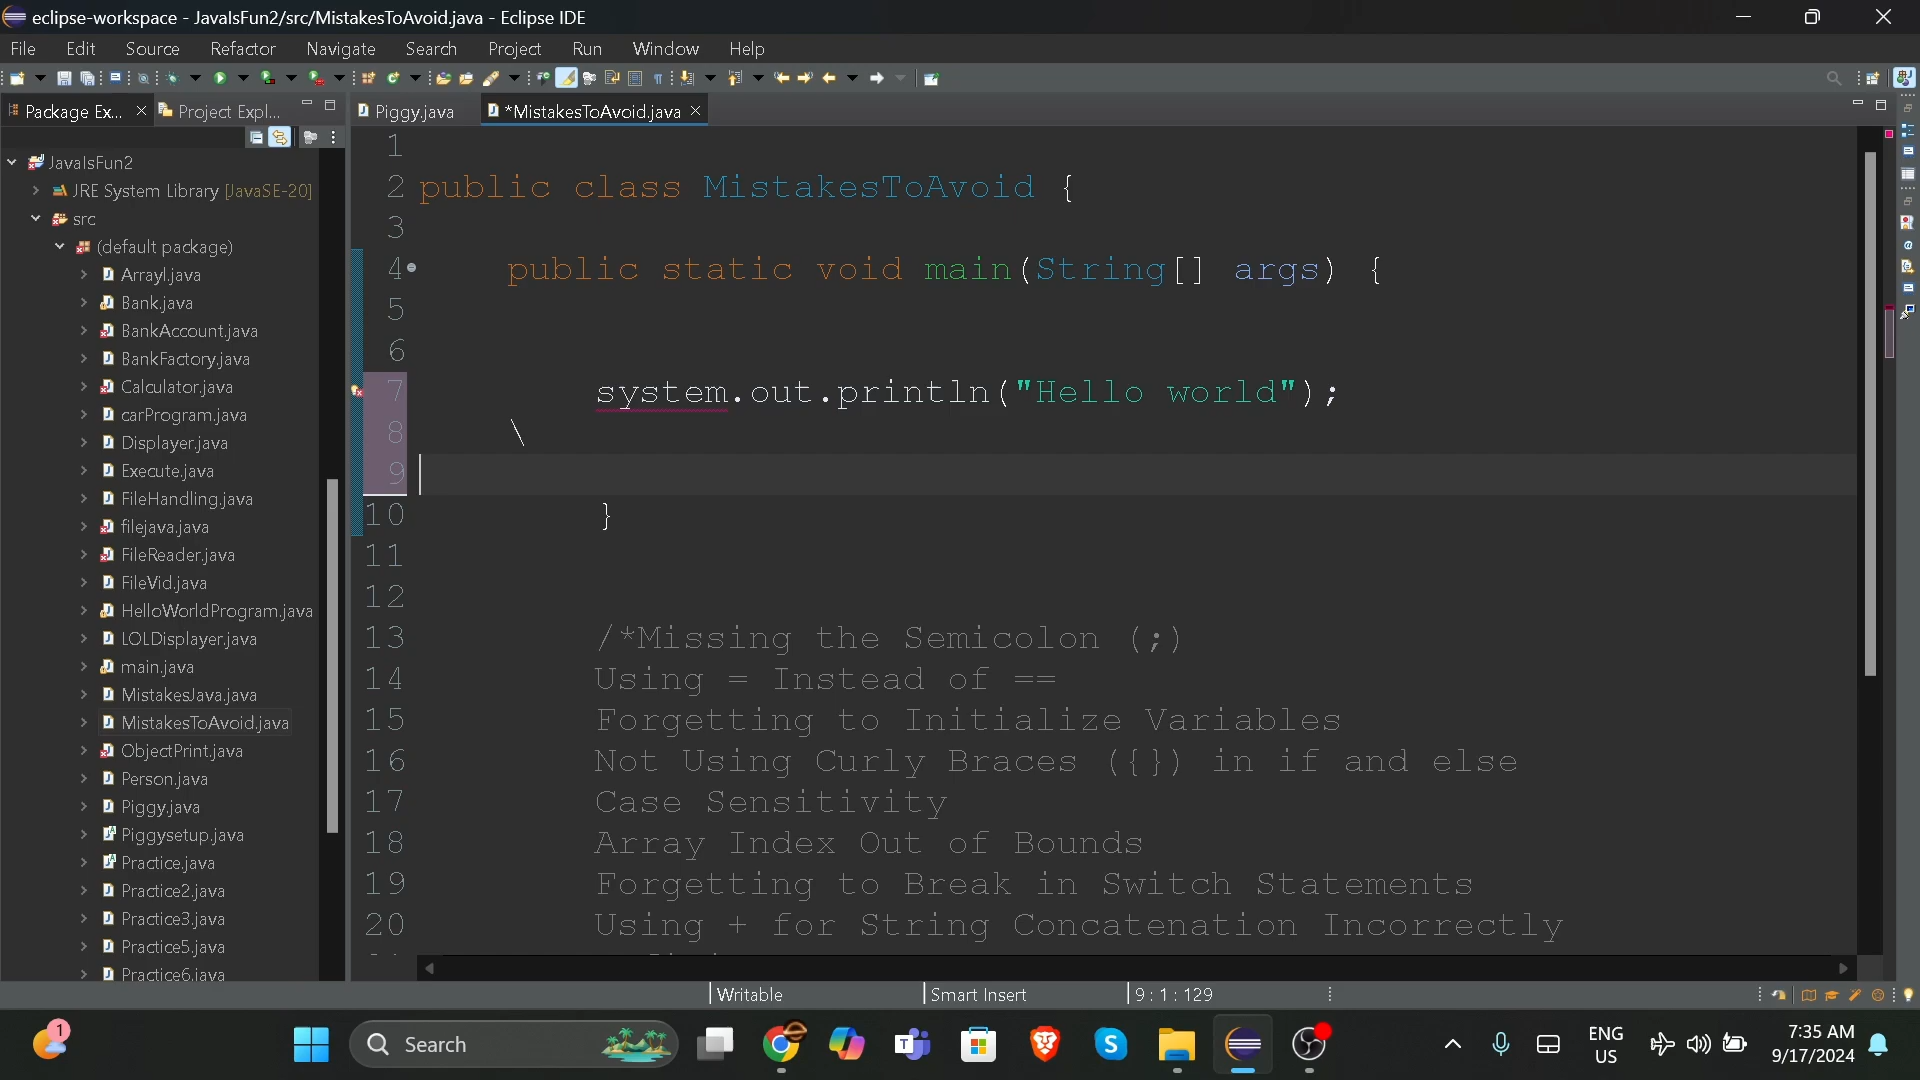 eclipse-workspace - JavaIsFun2/src/MistakesToAvoid.java - Eclipse IDE
File Edit Source Refactor Navigate Search Project Run Window Help
Package Ex... Project Expl... Piggy.java *MistakesToAvoid.java
JavaIsFun2
JRE System Library [JavaSE-20]
src
(default package)
ArrayI.java
Bank.java
BankAccount.java
BankFactory.java
Calculator.java
carProgram.java
Displayer.java
Execute.java
FileHandling.java
filejava.java
FileReader.java
FileVid.java
HelloWorldProgram.java
LOLDisplayer.java
main.java
MistakesJava.java
MistakesToAvoid.java
ObjectPrint.java
Person.java
Piggy.java
Piggysetup.java
Practice.java
Practice2.java
Practice3.java
Practice5.java
Practice6.java
1
2 public class MistakesToAvoid {
3
4 public static void main(String[] args) {
5
6
7 system.out.println("Hello world");
8 \
9
10 }
11
12
13 /*Missing the Semicolon (;)
14 Using = Instead of ==
15 Forgetting to Initialize Variables
16 Not Using Curly Braces ({}) in if and else
17 Case Sensitivity
18 Array Index Out of Bounds
19 Forgetting to Break in Switch Statements
20 Using + for String Concatenation Incorrectly
Writable Smart Insert 9 : 1 : 129
1
Search
ENG
US
7:35 AM
9/17/2024